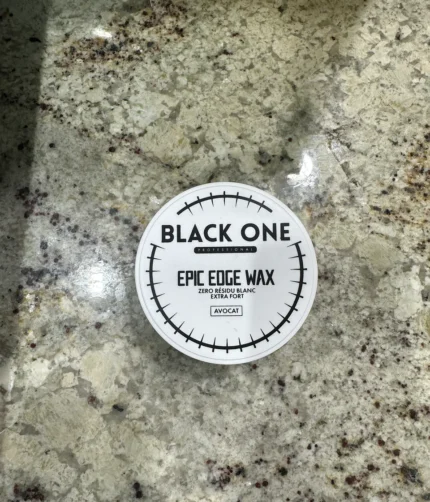 BLACK ONE
PROFESSIONAL
EPIC EDGE WAX
ZERO RÉSIDU BLANC
EXTRA FORT
AVOCAT